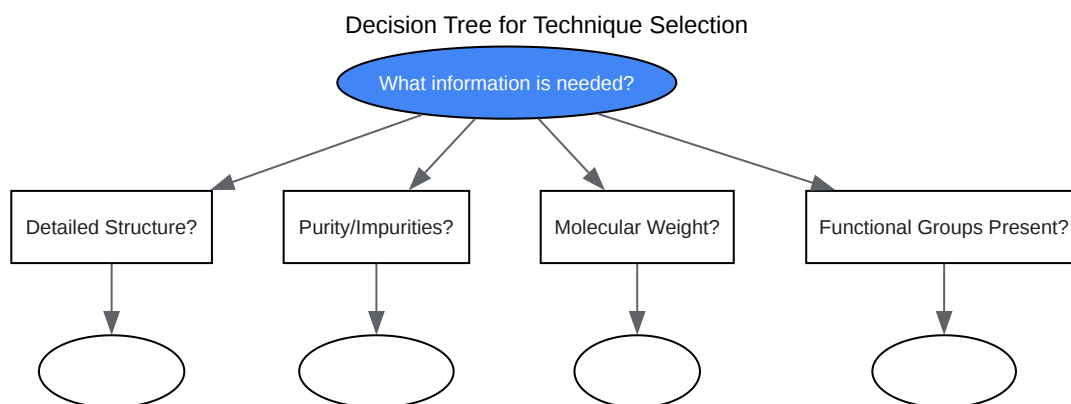 Decision Tree for Technique Selection
What information is needed?
Detailed Structure?
Purity/Impurities?
Molecular Weight?
Functional Groups Present?